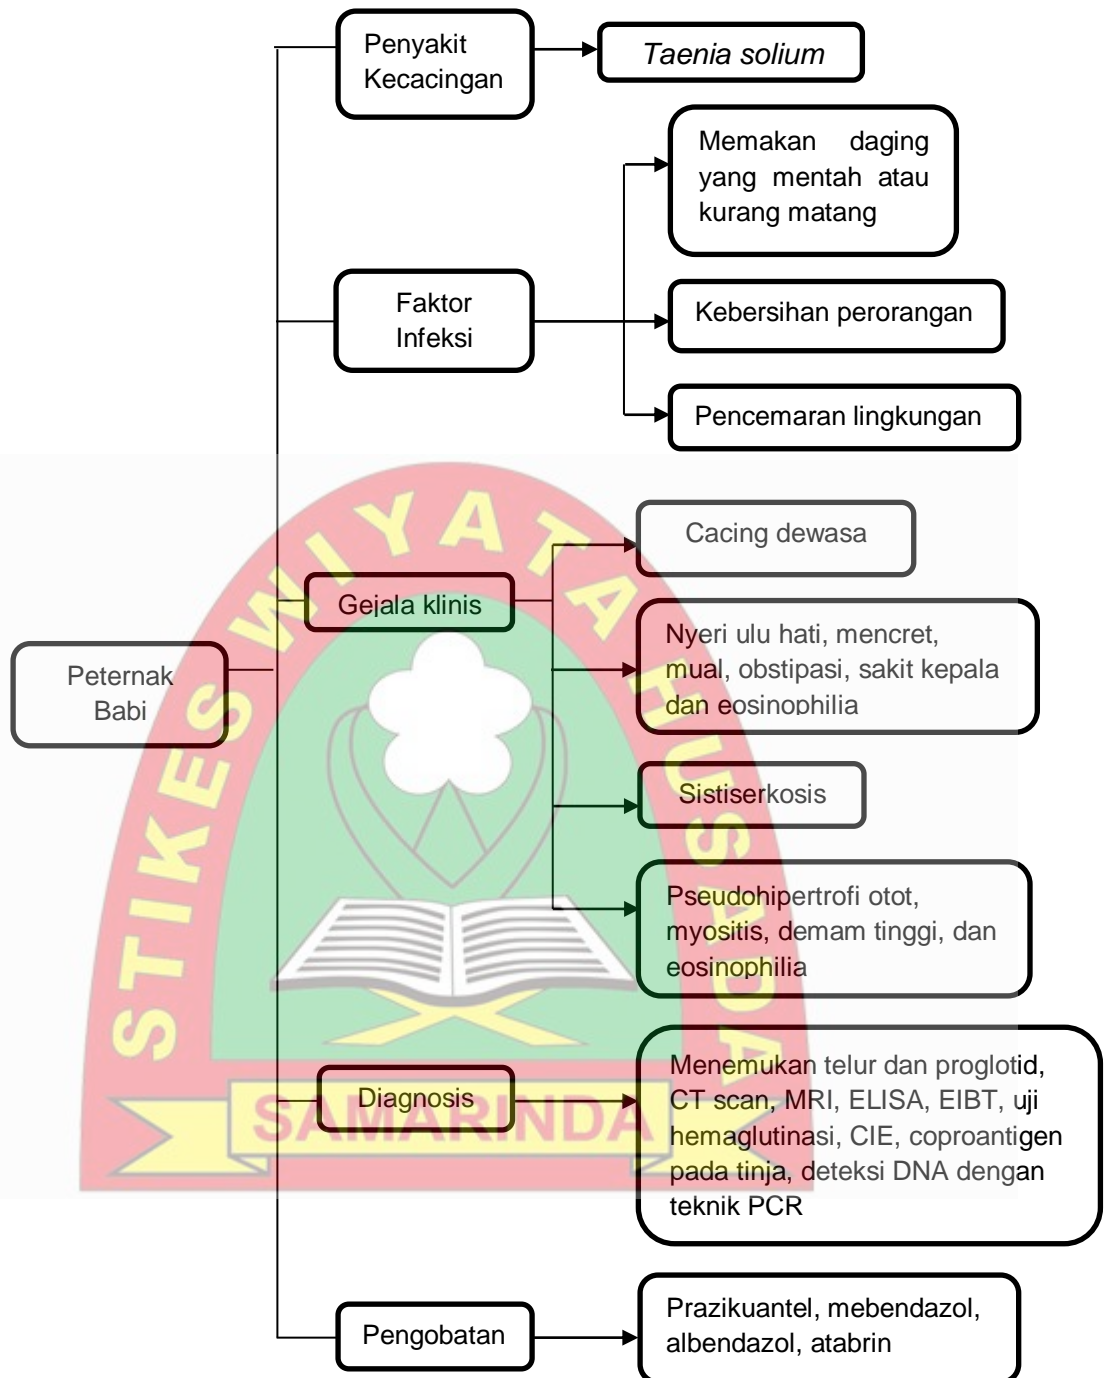 Penyakit
Kecacingan
Taenia solium
Memakan daging
yang mentah atau
kurang matang
Faktor
Infeksi
Kebersihan perorangan
Pencemaran lingkungan
Cacing dewasa
Gejala klinis
Nyeri ulu hati, mencret,
mual, obstipasi, sakit kepala
dan eosinophilia
Peternak
Babi
Sistiserkosis
Pseudohipertrofi otot,
myositis, demam tinggi, dan
eosinophilia
Diagnosis
Menemukan telur dan proglotid,
CT scan, MRI, ELISA, EIBT, uji
hemaglutinasi, CIE, coproantigen
pada tinja, deteksi DNA dengan
teknik PCR
Pengobatan
Prazikuantel, mebendazol,
albendazol, atabrin
STIKES WIYATA HUSADA
SAMARINDA